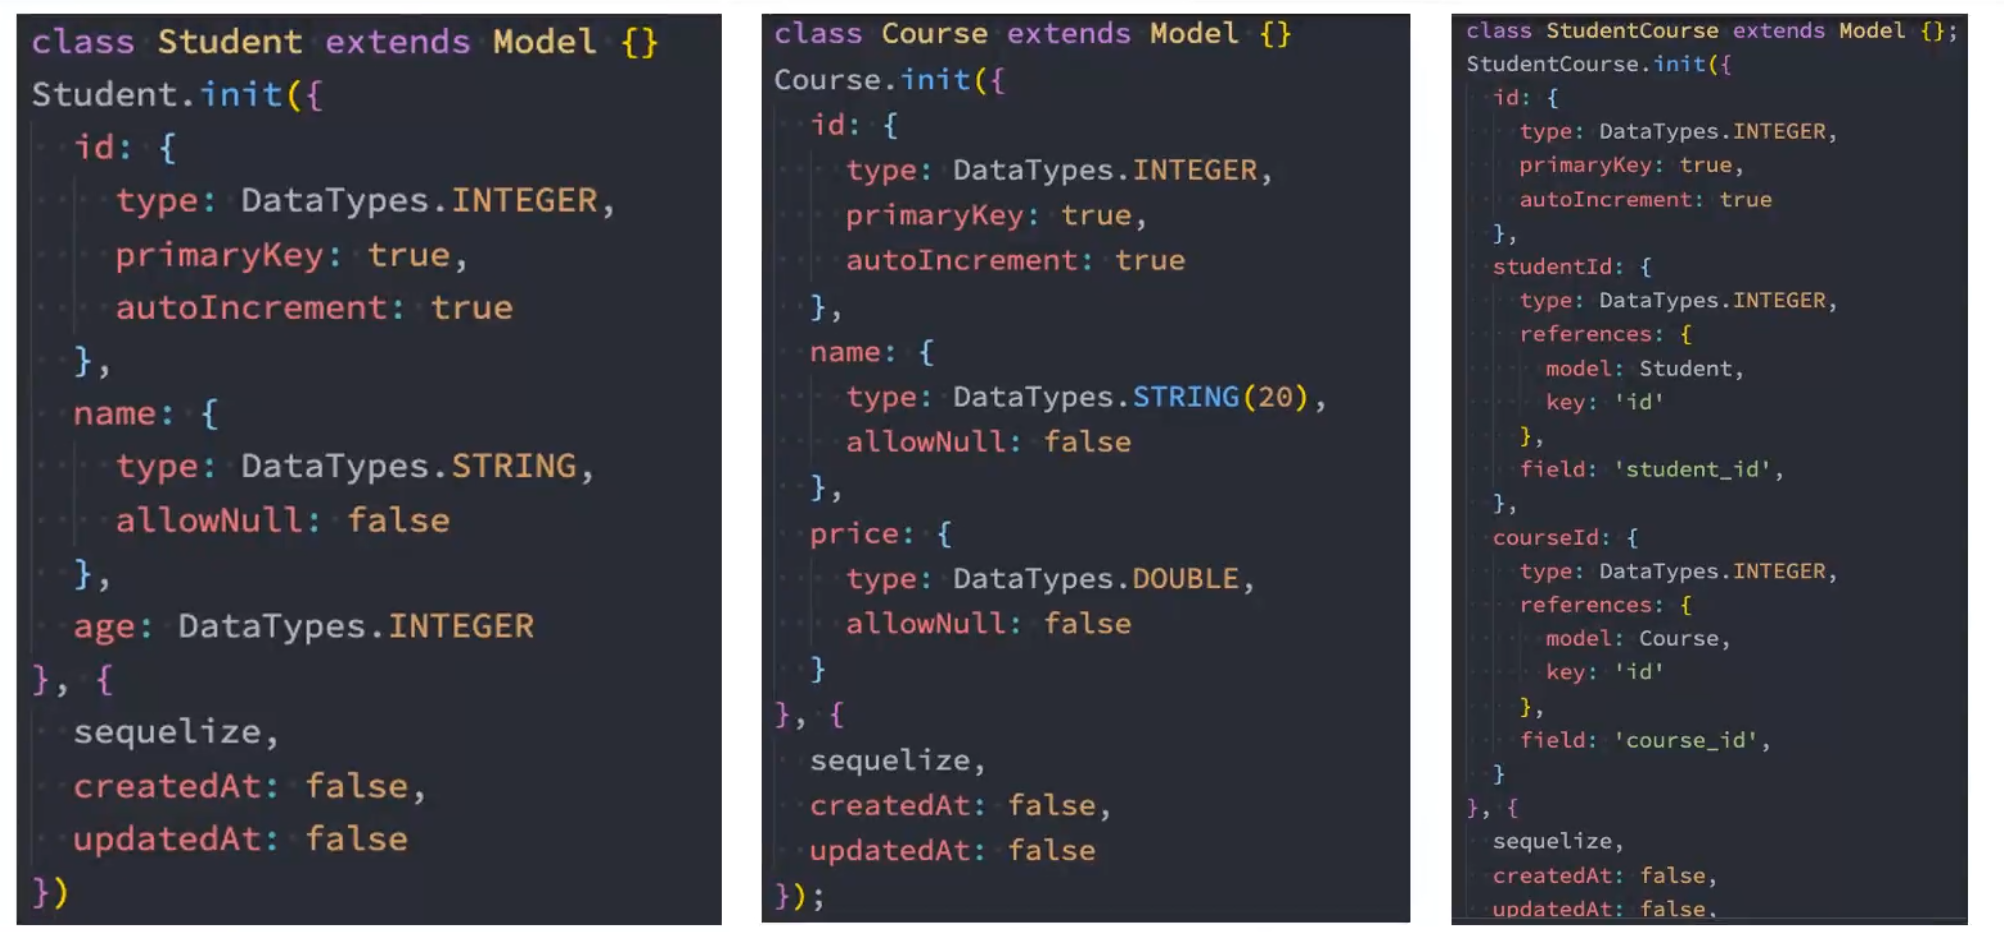 class Student extends Model {}
Student.init({
  id: {
    type: DataTypes.INTEGER,
    primaryKey: true,
    autoIncrement: true
  },
  name: {
    type: DataTypes.STRING,
    allowNull: false
  },
  age: DataTypes.INTEGER
}, {
  sequelize,
  createdAt: false,
  updatedAt: false
})
class Course extends Model {}
Course.init({
  id: {
    type: DataTypes.INTEGER,
    primaryKey: true,
    autoIncrement: true
  },
  name: {
    type: DataTypes.STRING(20),
    allowNull: false
  },
  price: {
    type: DataTypes.DOUBLE,
    allowNull: false
  }
}, {
  sequelize,
  createdAt: false,
  updatedAt: false
});
class StudentCourse extends Model {};
StudentCourse.init({
  id: {
    type: DataTypes.INTEGER,
    primaryKey: true,
    autoIncrement: true
  },
  studentId: {
    type: DataTypes.INTEGER,
    references: {
      model: Student,
      key: 'id'
    },
    field: 'student_id',
  },
  courseId: {
    type: DataTypes.INTEGER,
    references: {
      model: Course,
      key: 'id'
    },
    field: 'course_id',
  }
}, {
  sequelize,
  createdAt: false,
  updatedAt: false,